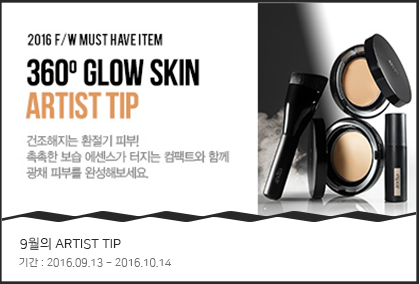 2016 F/W MUST HAVE ITEM
360º GLOW SKIN
ARTIST TIP
건조해지는 환절기 피부!
촉촉한 보습 에센스가 터지는 컴팩트와 함께
광채 피부를 완성해보세요.
9월의 ARTIST TIP
기간 : 2016.09.13 - 2016.10.14